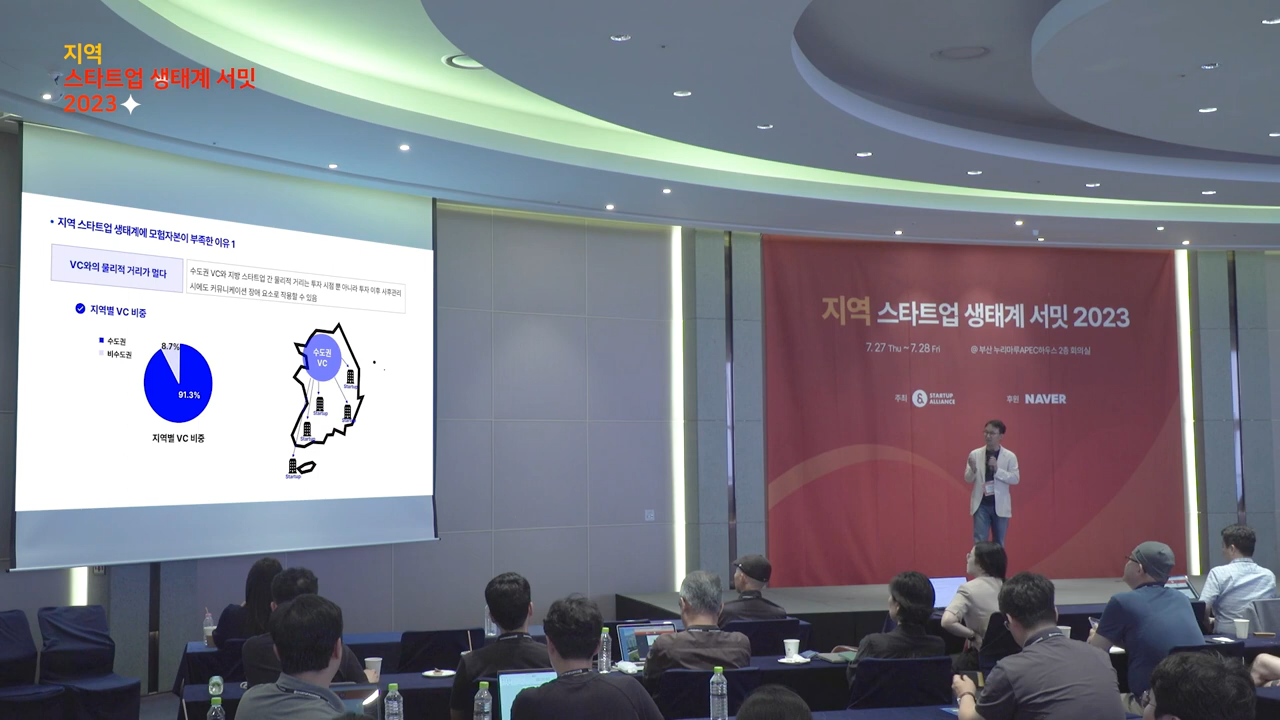 지역
스타트업 생태계 서밋
2023
• 지역 스타트업 생태계에 모험자본이 부족한 이유 1
VC와의 물리적 거리가 멀다
수도권 VC와 지방 스타트업 간 물리적 거리는 투자 시점 뿐 아니라 투자 이후 사후관리
시에도 커뮤니케이션 장애 요소로 작용할 수 있음
지역별 VC 비중
수도권
비수도권
8.7%
91.3%
지역별 VC 비중
수도권
VC
Startup
Startup
Startup
Startup
Startup
지역 스타트업 생태계 서밋 2023
7.27 Thu ~ 7.28 Fri
@ 부산 누리마루APEC하우스 2층 회의실
주최
&
STARTUP
ALLIANCE
후원
NAVER